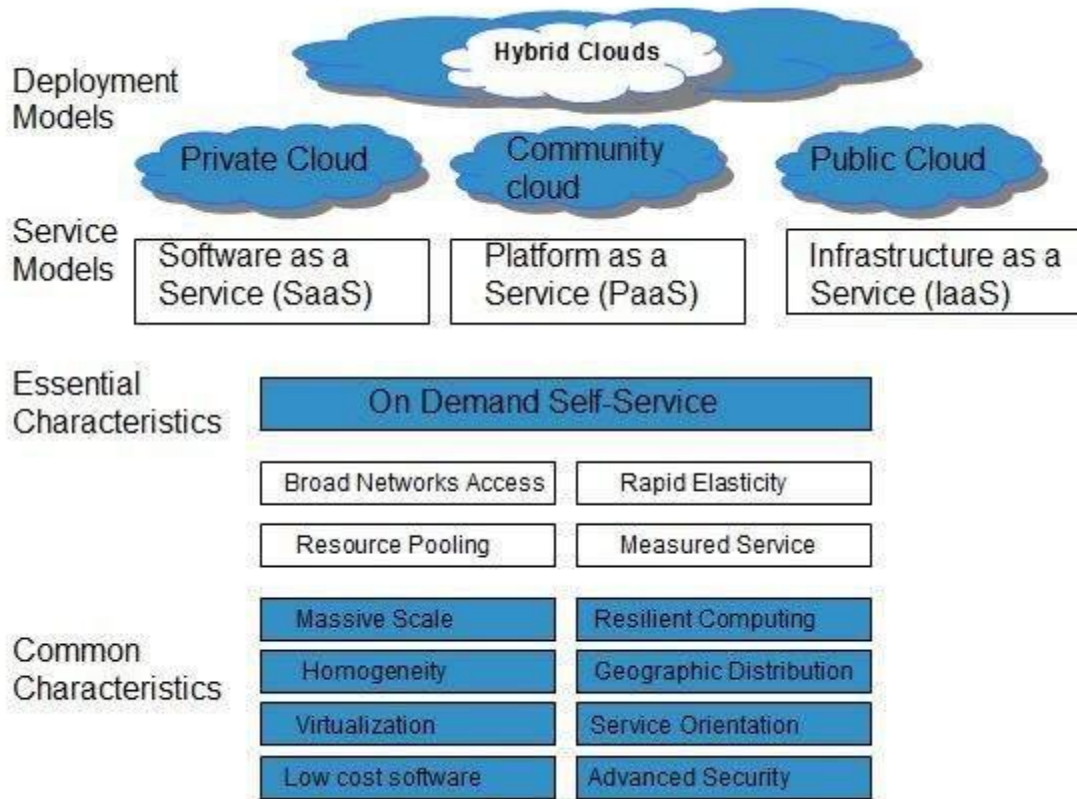 Hybrid Clouds
Deployment
Models
Private Cloud
Community
cloud
Public Cloud
Service
Models
Software as a
Service (SaaS)
Platform as a
Service (PaaS)
Infrastructure as a
Service (IaaS)
Essential
Characteristics
On Demand Self-Service
Broad Networks Access
Rapid Elasticity
Resource Pooling
Measured Service
Common
Characteristics
Massive Scale
Resilient Computing
Homogeneity
Geographic Distribution
Virtualization
Service Orientation
Low cost software
Advanced Security